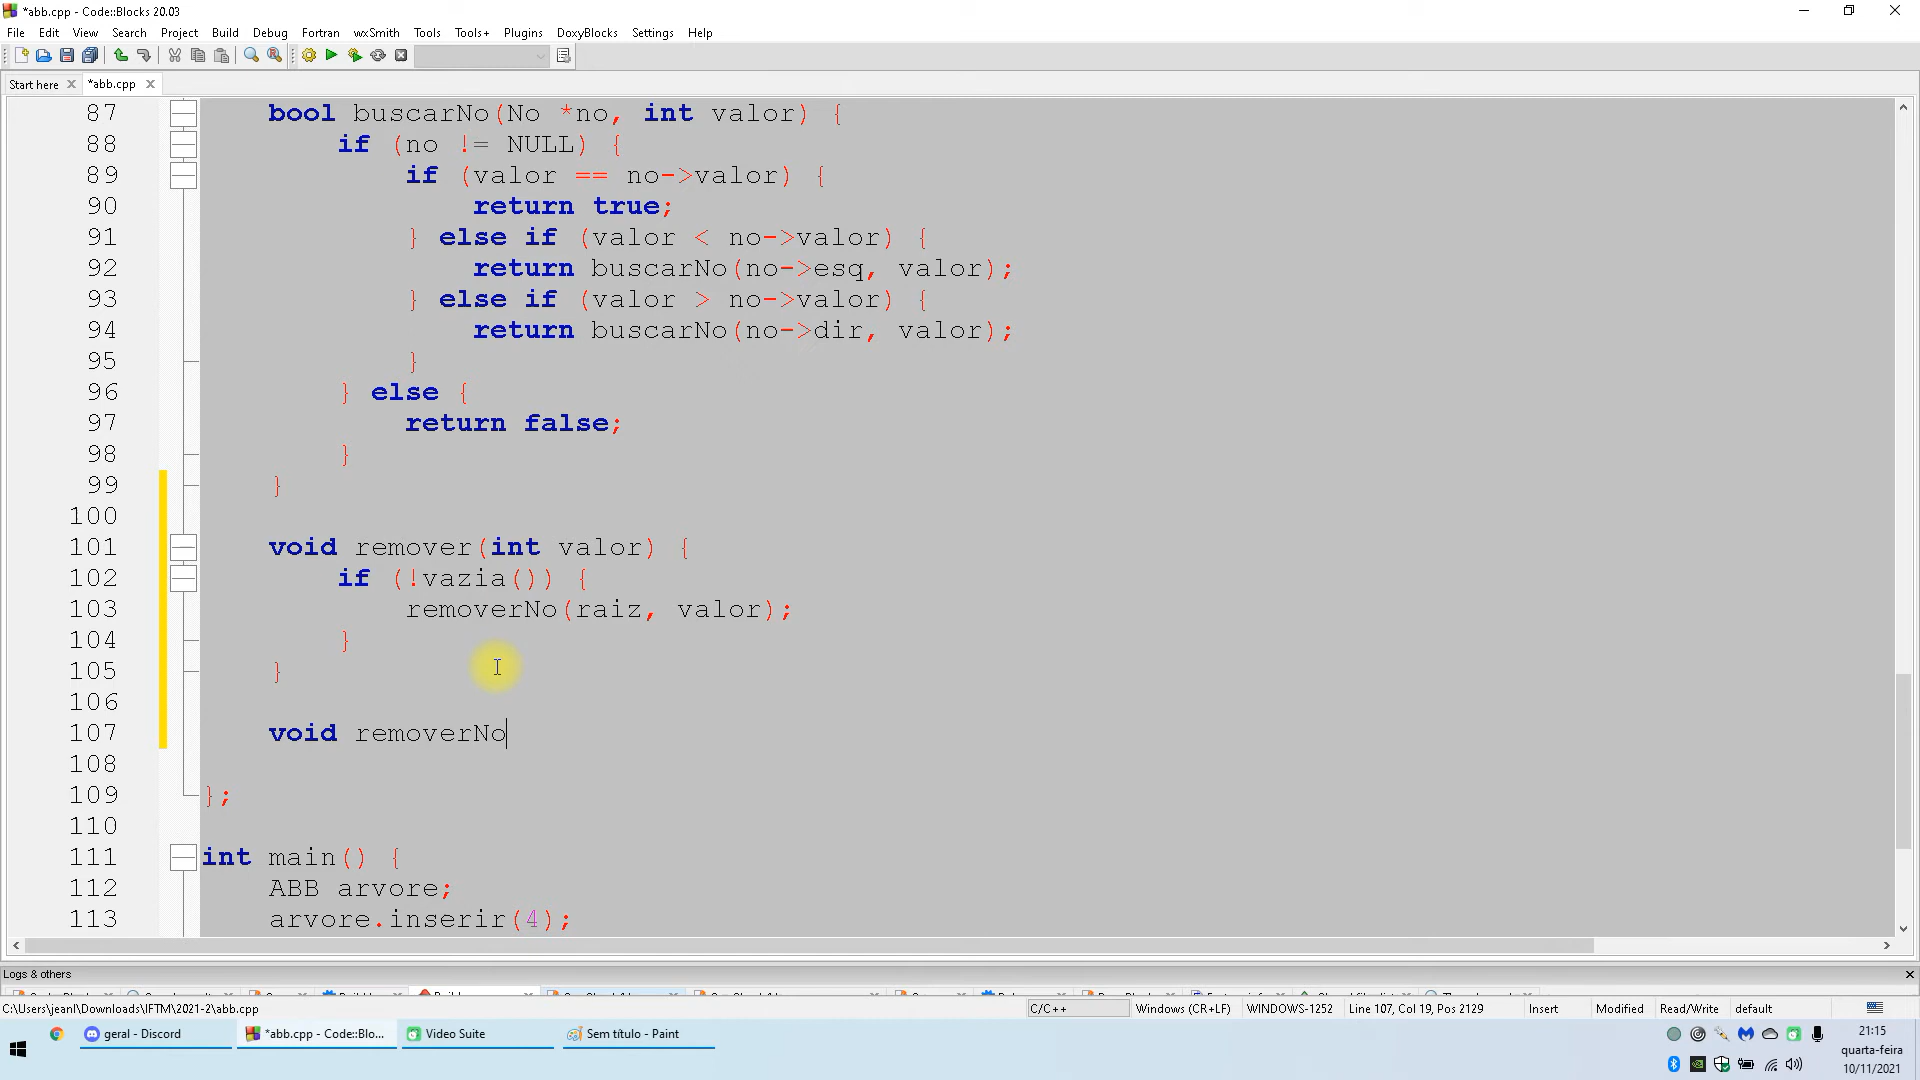 *abb.cpp - Code::Blocks 20.03
File Edit View Search Project Build Debug Fortran wxSmith Tools Tools+ Plugins DoxyBlocks Settings Help
Start here *abb.cpp
87 bool buscarNo(No *no, int valor) {
88 if (no != NULL) {
89 if (valor == no->valor) {
90 return true;
91 } else if (valor < no->valor) {
92 return buscarNo(no->esq, valor);
93 } else if (valor > no->valor) {
94 return buscarNo(no->dir, valor);
95 }
96 } else {
97 return false;
98 }
99 }
100
101 void remover(int valor) {
102 if (!vazia()) {
103 removerNo(raiz, valor);
104 }
105 }
106
107 void removerNo
108
109 };
110
111 int main() {
112 ABB arvore;
113 arvore.inserir(4);
Logs & others
C:\Users\jeanl\Downloads\IFTM\2021-2\abb.cpp C/C++ Windows (CR+LF) WINDOWS-1252 Line 107, Col 19, Pos 2129 Insert Modified Read/Write default
geral - Discord *abb.cpp - Code::Blo... Video Suite Sem título - Paint
21:15
quarta-feira
10/11/2021